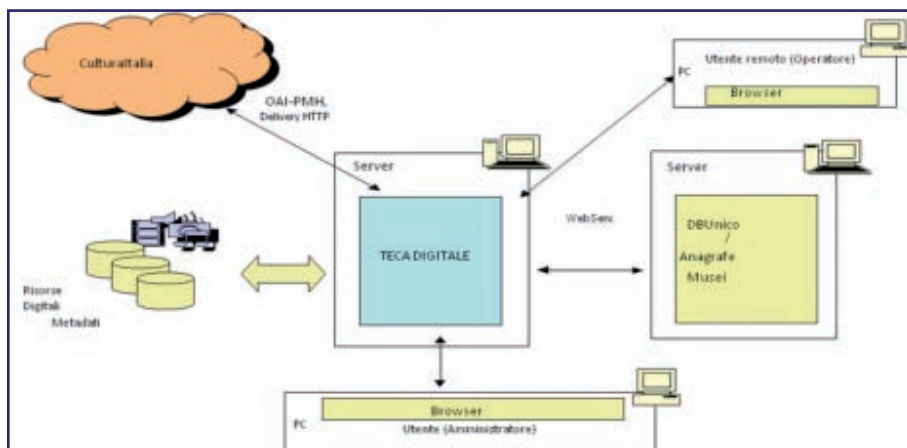 CulturaItalia
OAI-PMH,
Delivery HTTP
Utente remoto (Operatore)
PC
Browser
Server
TECA DIGITALE
WebServ.
Server
DBUnico
/
Anagrafe
Musei
Risorse
Digitali
Metadati
Browser
PC
Utente (Amministratore)